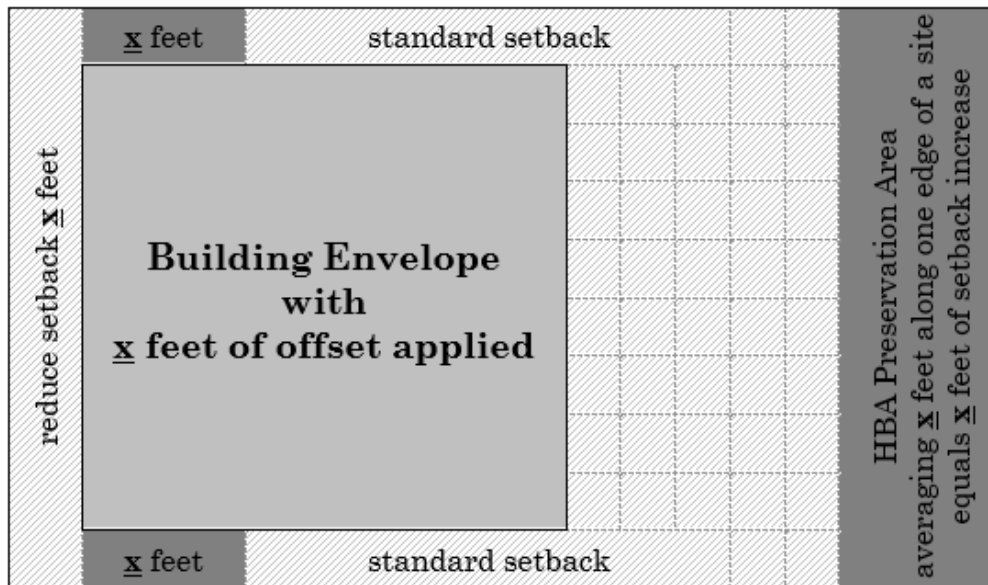 x feet
standard setback
reduce setback x feet
Building Envelope
with
x feet of offset applied
HBA Preservation Area
averaging x feet along one edge of a site
equals x feet of setback increase
x feet
standard setback